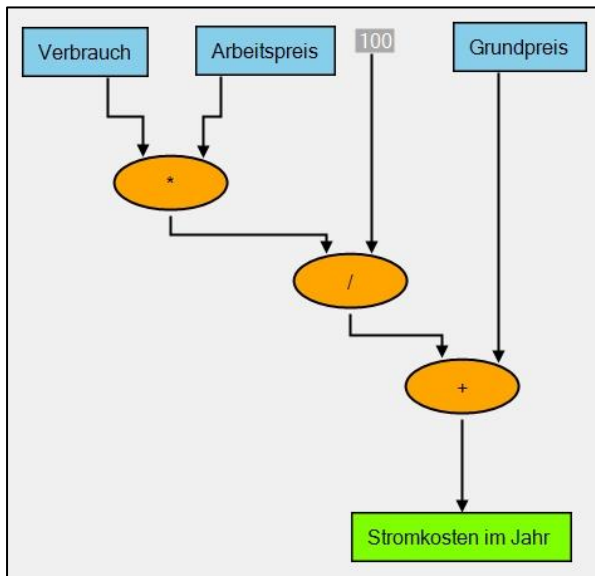 Verbrauch
Arbeitspreis
100
Grundpreis
*
/
+
Stromkosten im Jahr